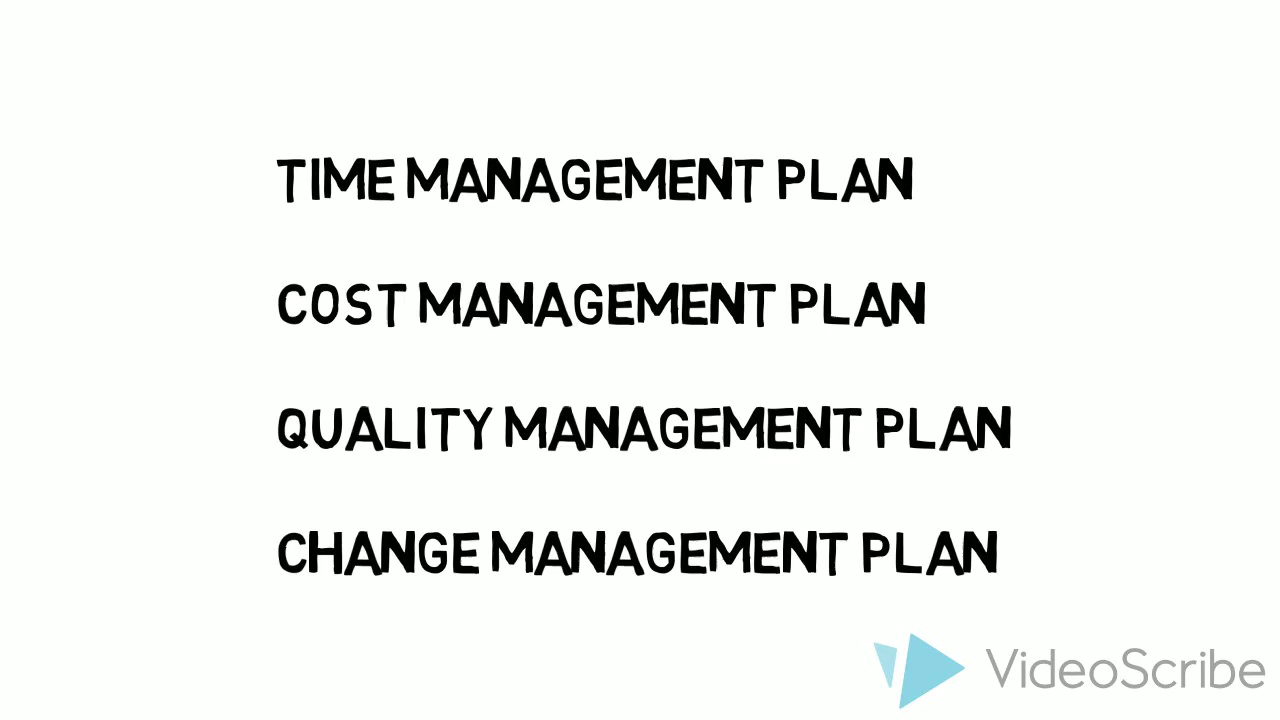 TIME MANAGEMENT PLAN
COST MANAGEMENT PLAN
QUALITY MANAGEMENT PLAN
CHANGE MANAGEMENT PLAN
VideoScribe